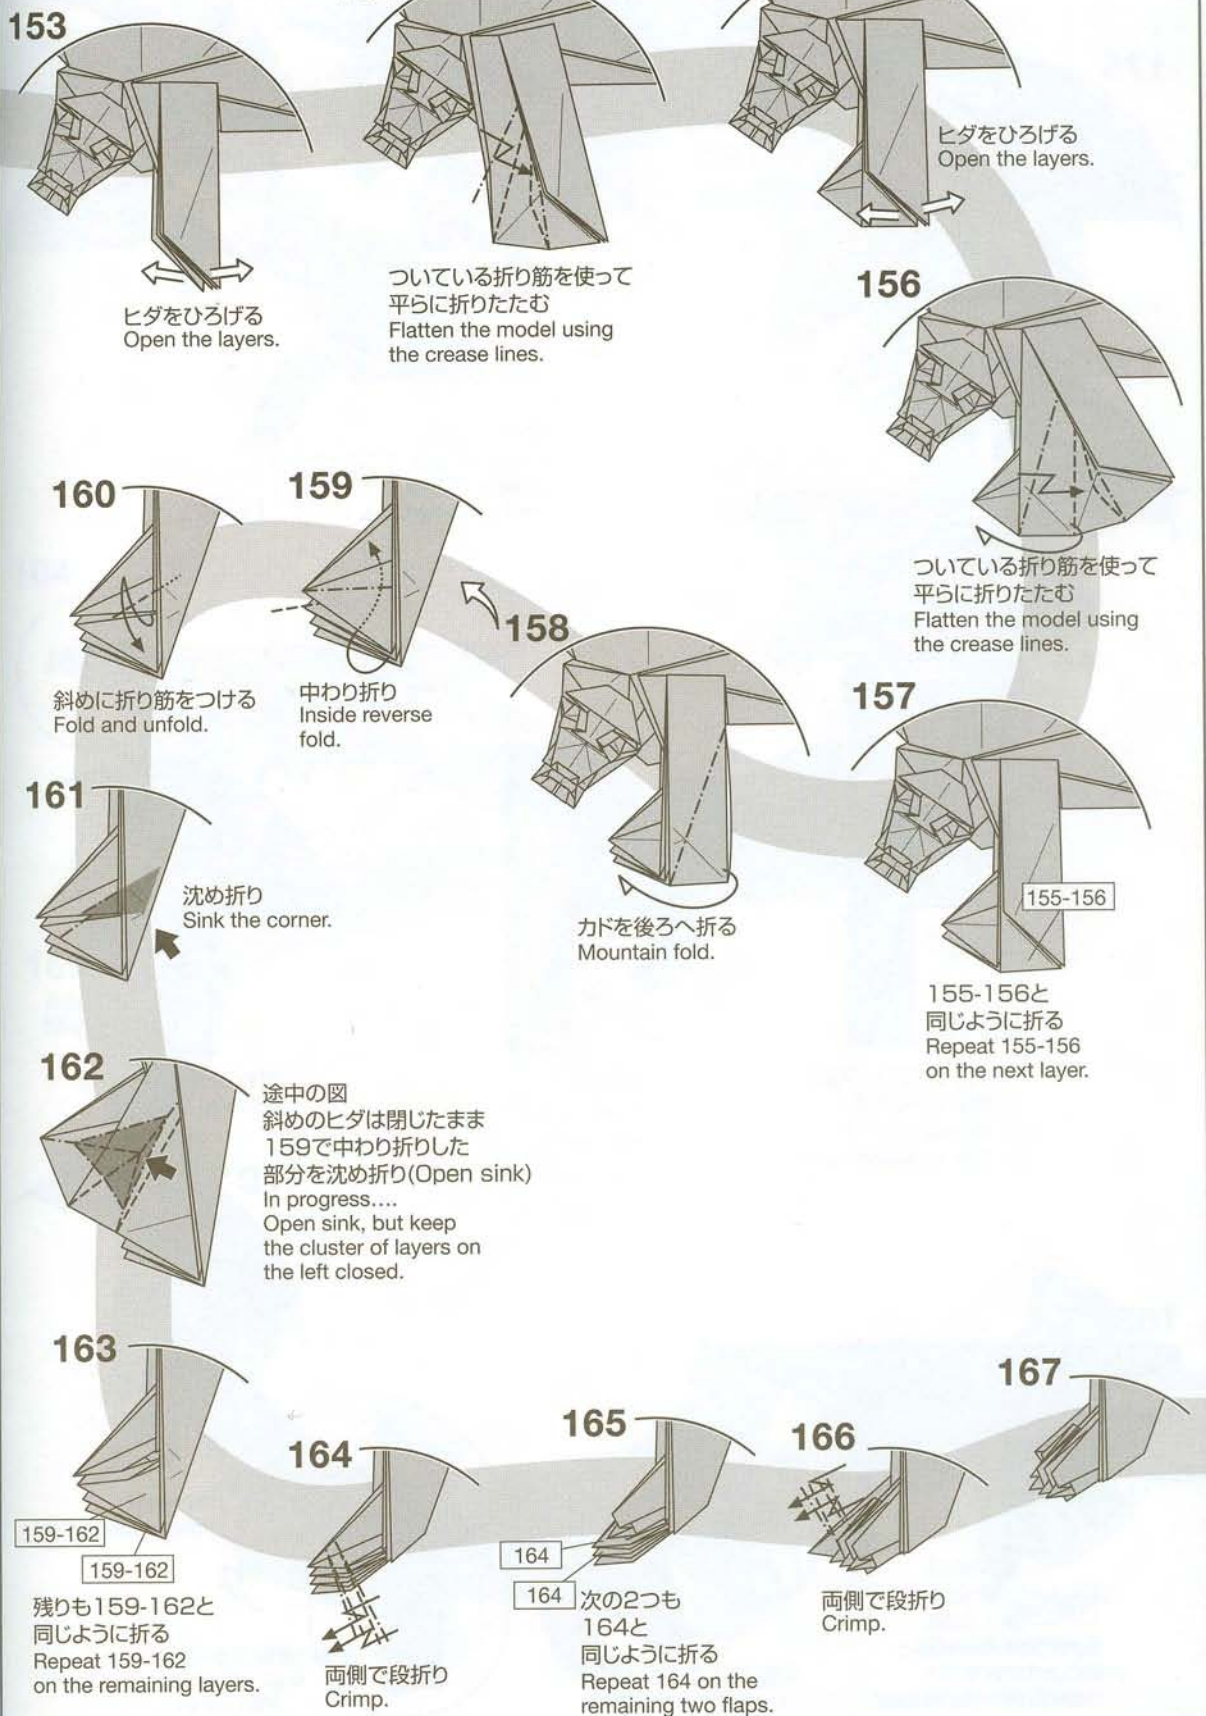 153
ヒダをひろげる
Open the layers.
ついている折り筋を使って
平らに折りたたむ
Flatten the model using
the crease lines.
ヒダをひろげる
Open the layers.
156
ついている折り筋を使って
平らに折りたたむ
Flatten the model using
the crease lines.
157
155-156
155-156と
同じように折る
Repeat 155-156
on the next layer.
158
カドを後ろへ折る
Mountain fold.
159
中わり折り
Inside reverse
fold.
160
斜めに折り筋をつける
Fold and unfold.
161
沈め折り
Sink the corner.
162
途中の図
斜めのヒダは閉じたまま
159で中わり折りした
部分を沈め折り(Open sink)
In progress....
Open sink, but keep
the cluster of layers on
the left closed.
163
159-162
159-162
残りも159-162と
同じように折る
Repeat 159-162
on the remaining layers.
164
両側で段折り
Crimp.
165
164
164
次の2つも
164と
同じように折る
Repeat 164 on the
remaining two flaps.
166
両側で段折り
Crimp.
167